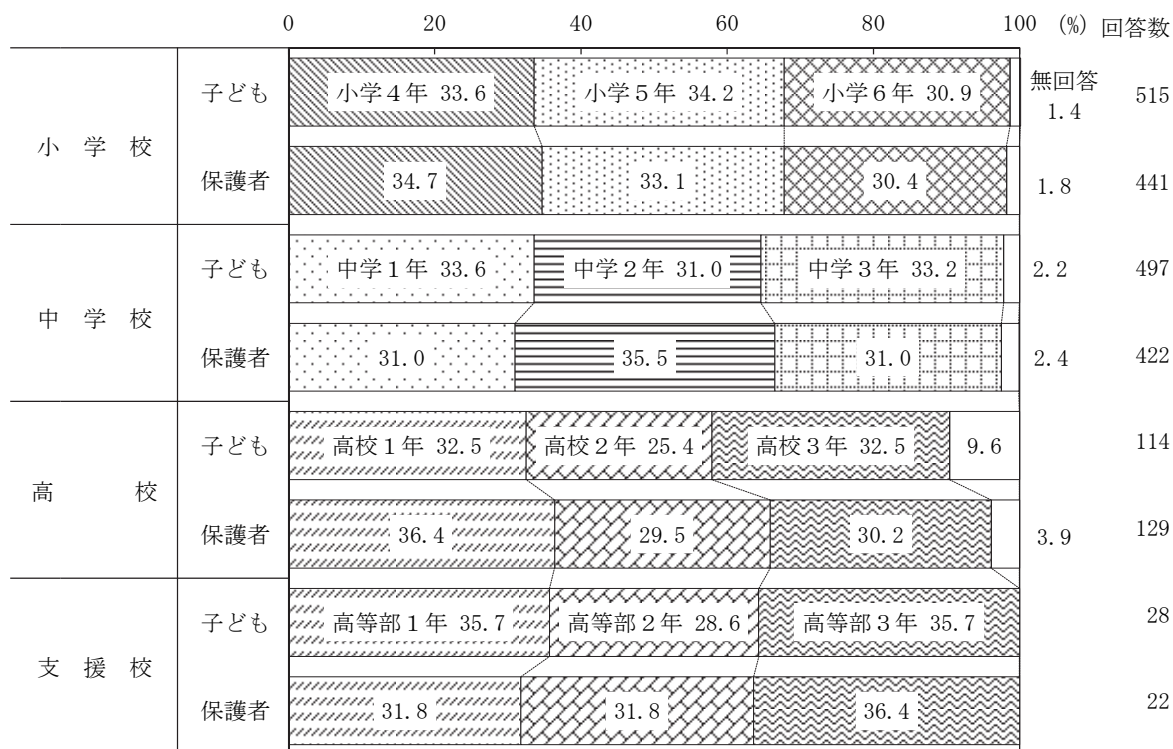 0 20 40 60 80 100 (%) 回答数
小学校
子ども 小学４年 33.6 小学５年 34.2 小学６年 30.9 無回答 1.4 515
保護者 34.7 33.1 30.4 1.8 441
中学校
子ども 中学１年 33.6 中学２年 31.0 中学３年 33.2 2.2 497
保護者 31.0 35.5 31.0 2.4 422
高校
子ども 高校１年 32.5 高校２年 25.4 高校３年 32.5 9.6 114
保護者 36.4 29.5 30.2 3.9 129
支援校
子ども 高等部１年 35.7 高等部２年 28.6 高等部３年 35.7 28
保護者 31.8 31.8 36.4 22